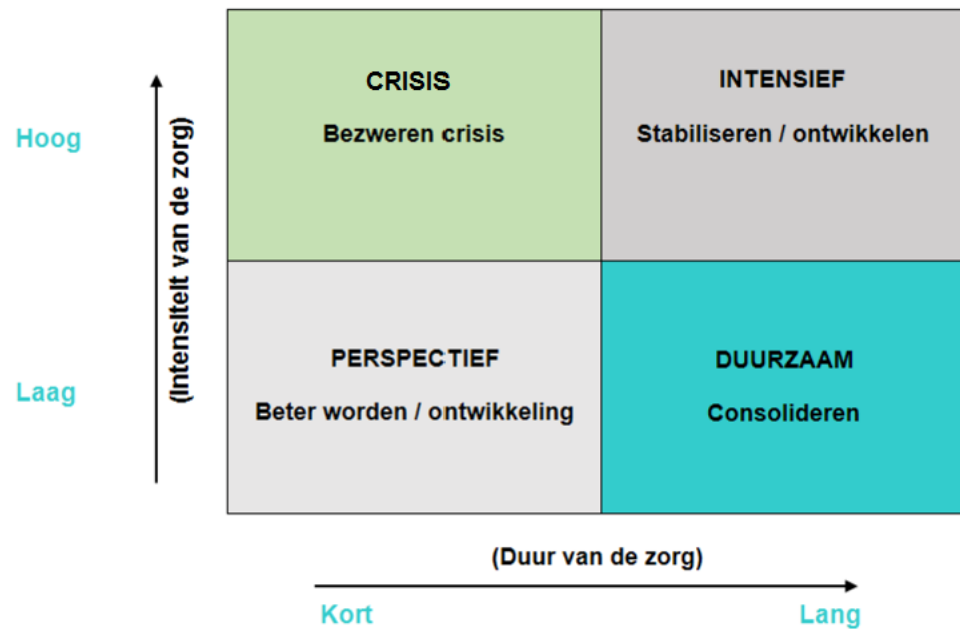 CRISIS
Bezweren crisis
INTENSIEF
Stabiliseren / ontwikkelen
Hoog
(Intensiteit van de zorg)
Laag
PERSPECTIEF
Beter worden / ontwikkeling
DUURZAAM
Consolideren
(Duur van de zorg)
Kort
Lang